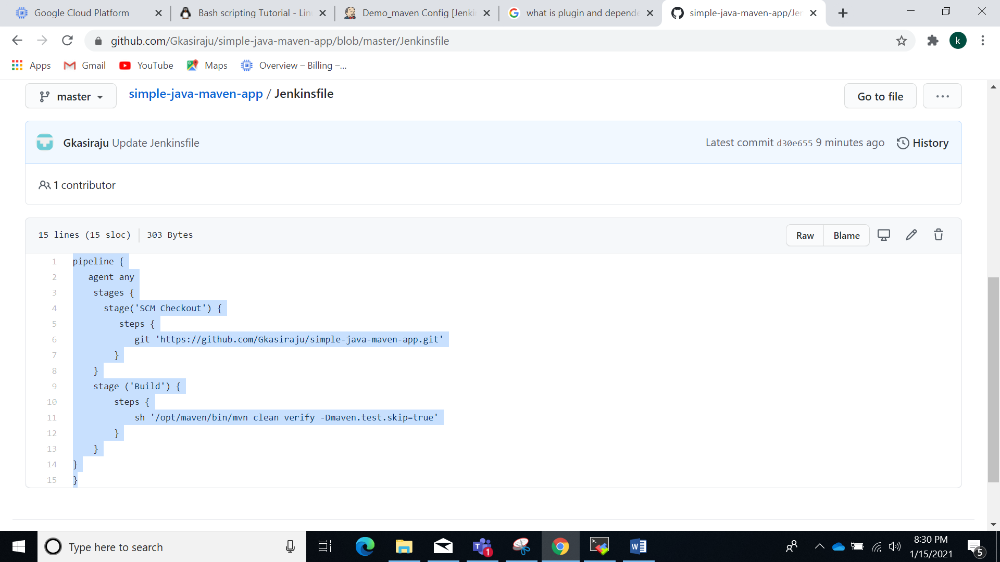 Google Cloud Platform
Bash scripting Tutorial - Lin
Demo_maven Config [Jenki
what is plugin and depende
simple-java-maven-app/Je
github.com/Gkasiraju/simple-java-maven-app/blob/master/Jenkinsfile
k
Apps
Gmail
YouTube
Maps
Overview – Billing –...
master
simple-java-maven-app / Jenkinsfile
Go to file
...
Gkasiraju Update Jenkinsfile
Latest commit d30e655 9 minutes ago
History
1 contributor
15 lines (15 sloc)
303 Bytes
Raw
Blame
1 pipeline {
2 agent any
3 stages {
4 stage('SCM Checkout') {
5 steps {
6 git 'https://github.com/Gkasiraju/simple-java-maven-app.git'
7 }
8 }
9 stage ('Build') {
10 steps {
11 sh '/opt/maven/bin/mvn clean verify -Dmaven.test.skip=true'
12 }
13 }
14 }
15 }
Type here to search
T
1
W
8:30 PM
1/15/2021
5